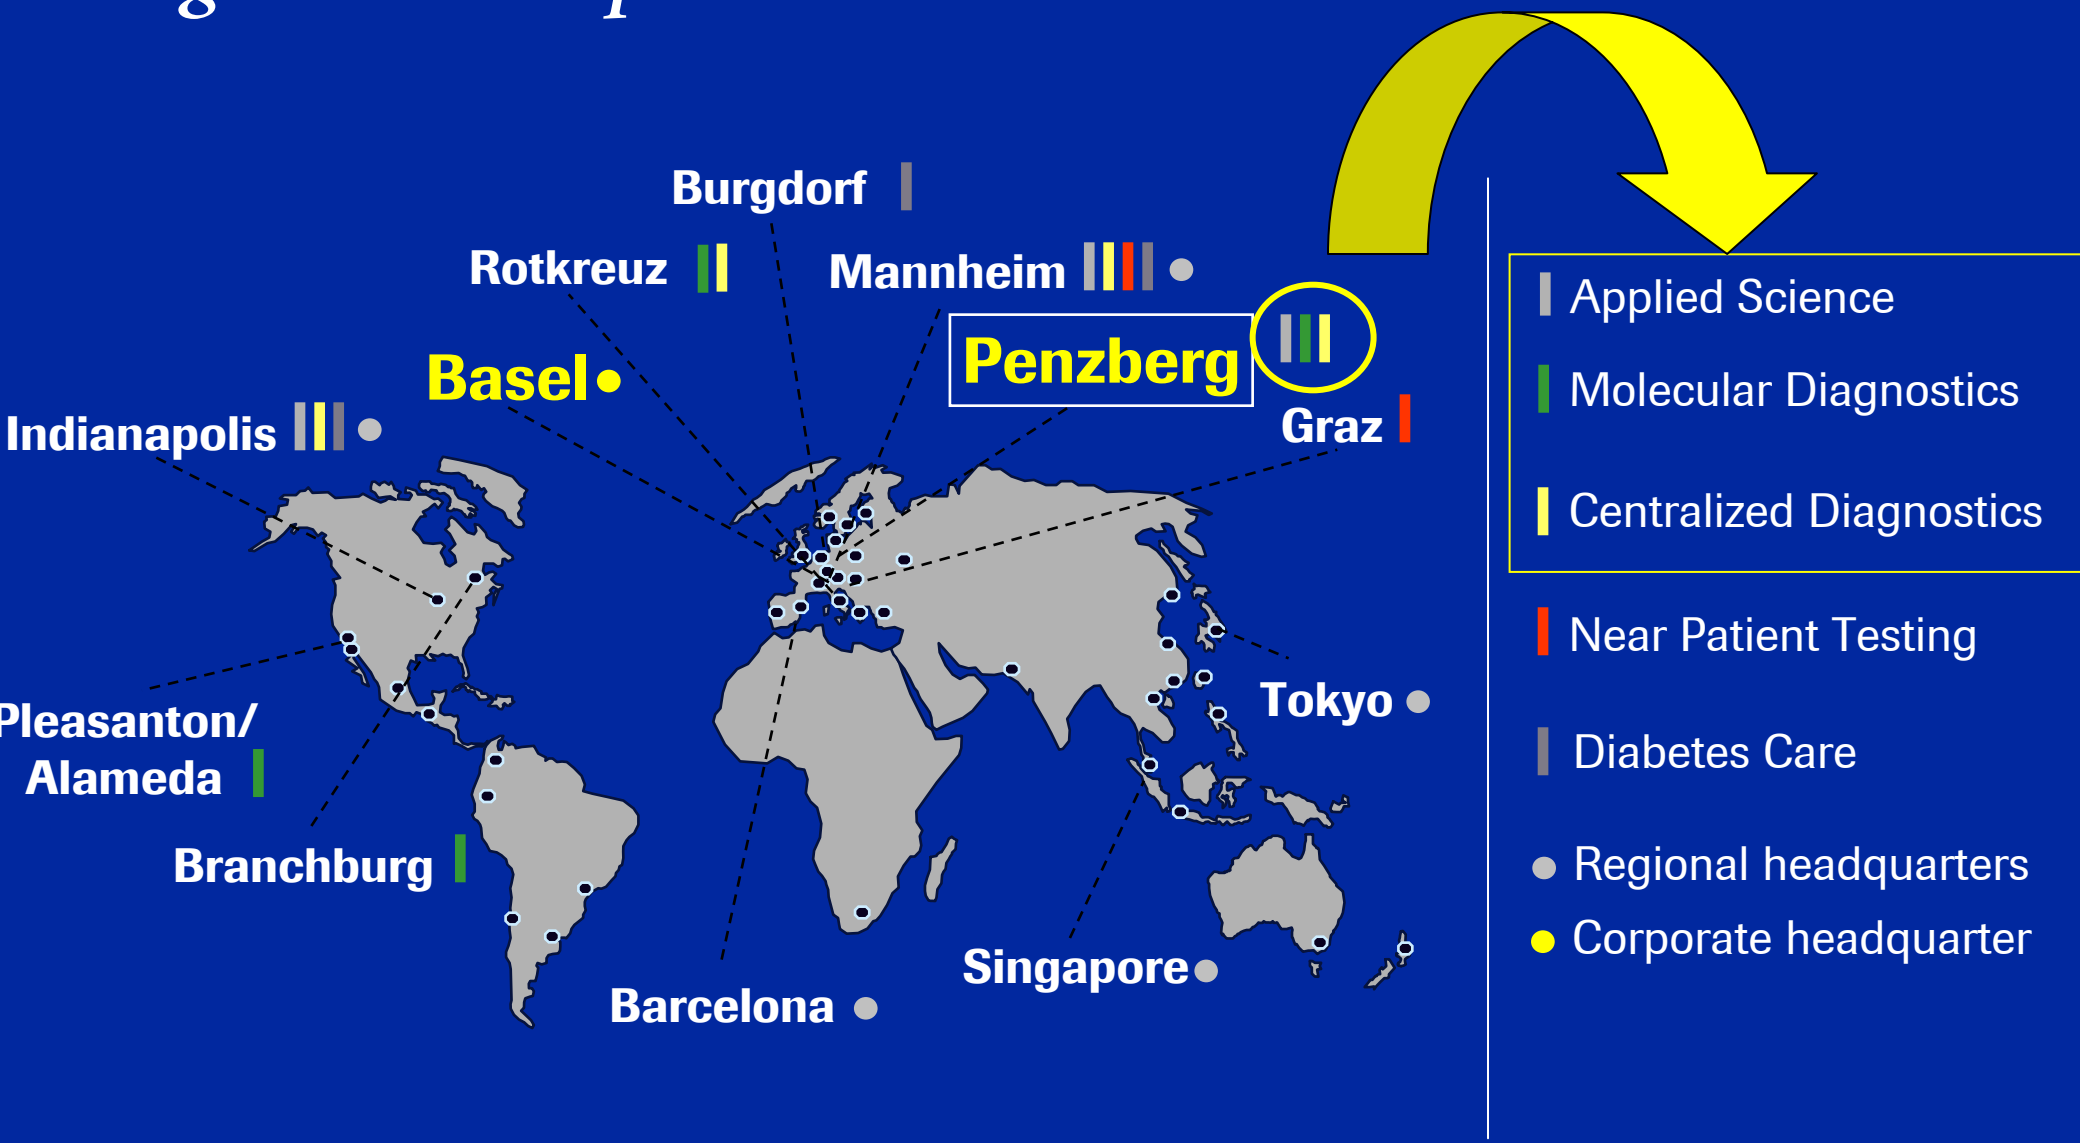 Burgdorf
Rotkreuz
Mannheim
Basel
Penzberg
Indianapolis
Graz
Pleasanton/
Alameda
Tokyo
Branchburg
Singapore
Barcelona
Applied Science
Molecular Diagnostics
Centralized Diagnostics
Near Patient Testing
Diabetes Care
Regional headquarters
Corporate headquarter